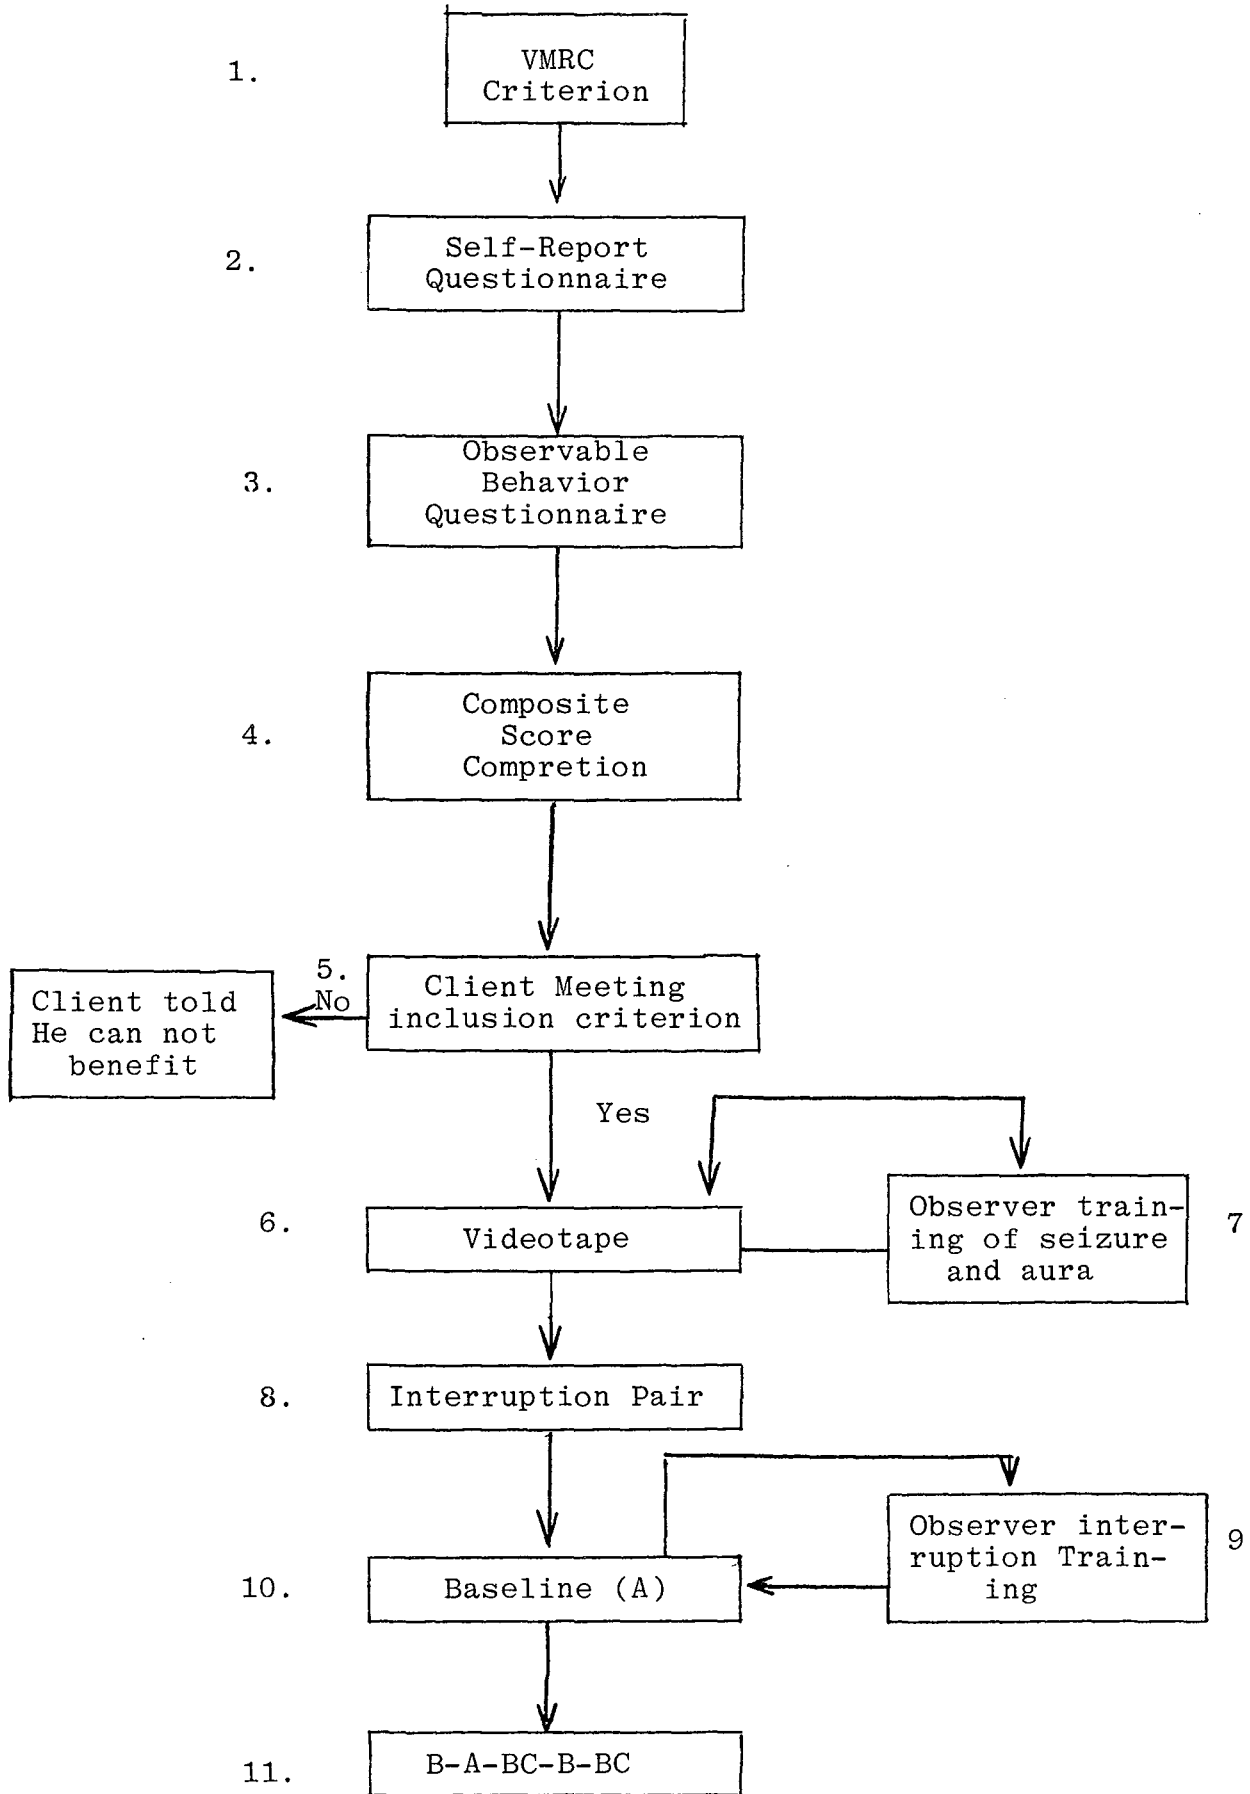 1.
VMRC
Criterion
2.
Self-Report
Questionnaire
3.
Observable
Behavior
Questionnaire
4.
Composite
Score
Compretion
5.
No
Client told
He can not
benefit
Client Meeting
inclusion criterion
Yes
6.
Videotape
Observer train-
ing of seizure
and aura
7
8.
Interruption Pair
Observer inter-
ruption Train-
ing
9
10.
Baseline (A)
11.
B-A-BC-B-BC